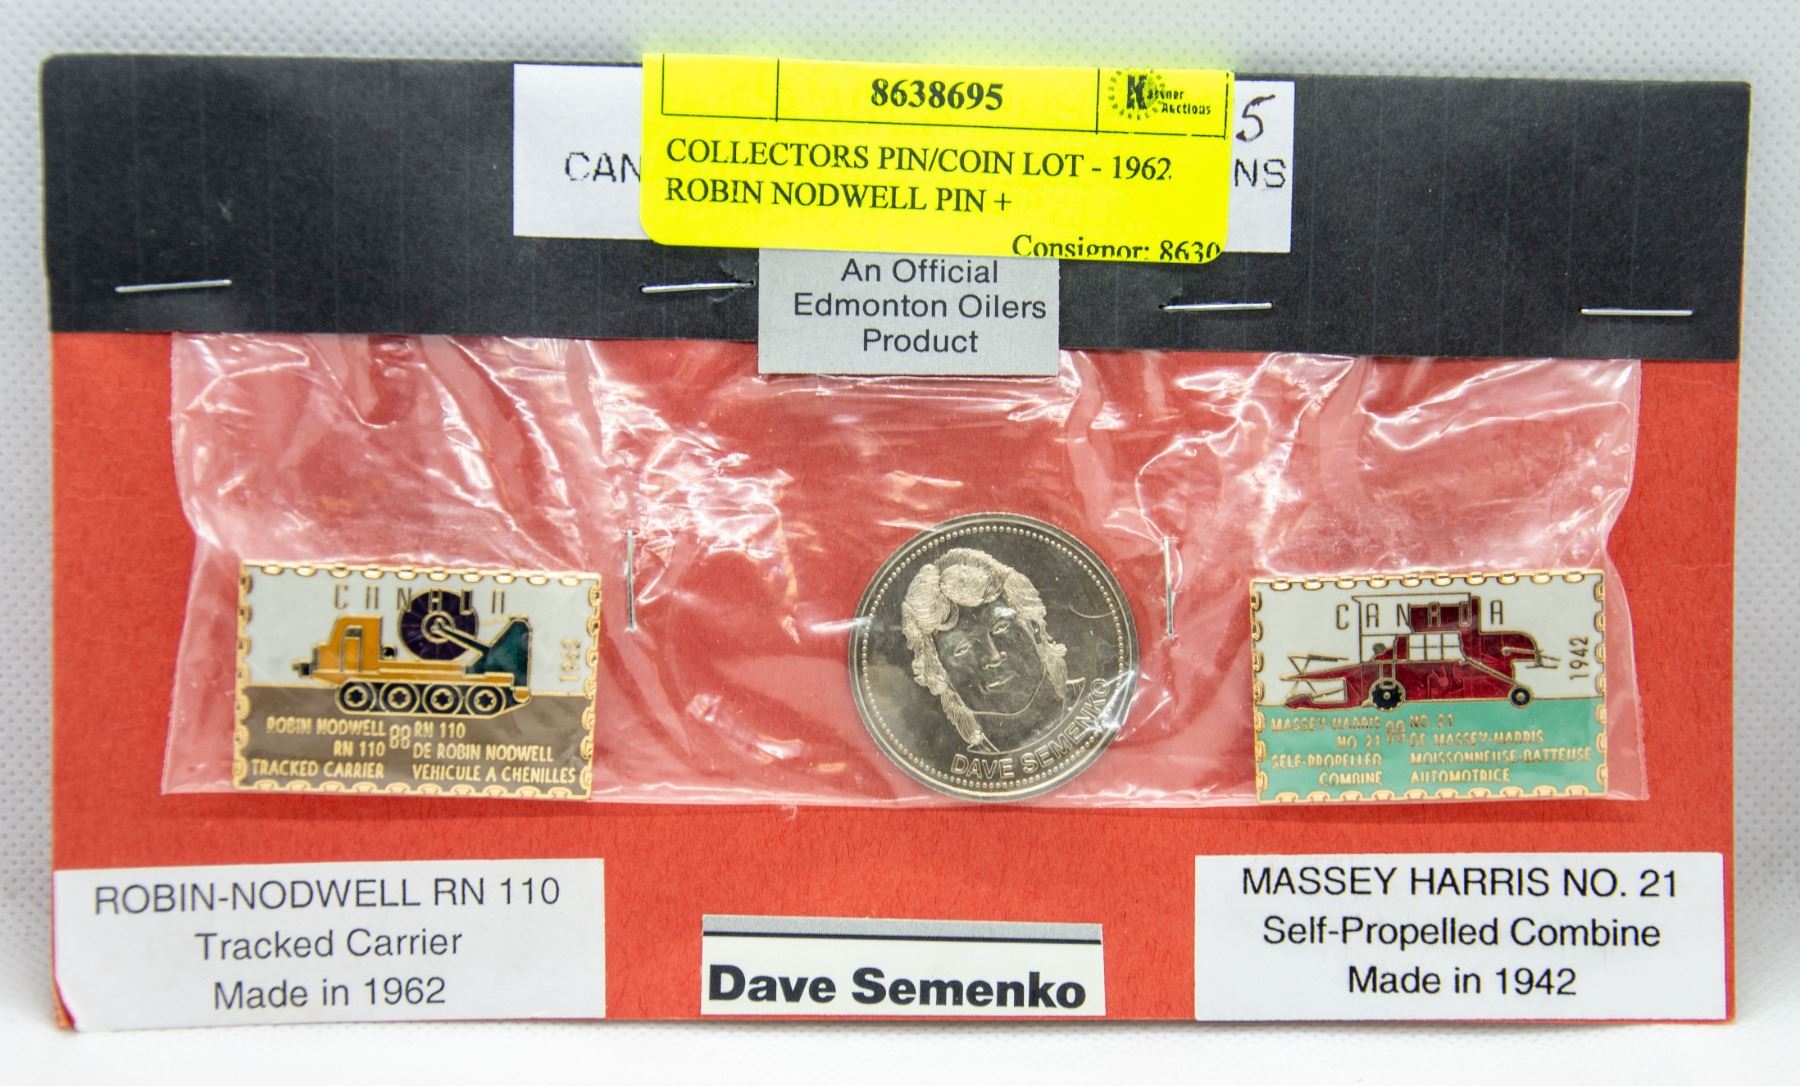 8638695
Kastner
Auctions
5
COLLECTORS PIN/COIN LOT - 1962
ROBIN NODWELL PIN +
Consignor: 8630
CAN
NS
An Official
Edmonton Oilers
Product
CANADA
1962
ROBIN NODWELL 88 RN 110
RN 110 DE ROBIN NODWELL
TRACKED CARRIER VEHICULE A CHENILLES
DAVE SEMENKO
CANADA
1942
MASSEY-HARRIS 88 NO 21
NO 21 DE MASSEY-HARRIS
SELF-PROPELLED MOISSONNEUSE-BATTEUSE
COMBINE AUTOMOTRICE
ROBIN-NODWELL RN 110
Tracked Carrier
Made in 1962
Dave Semenko
MASSEY HARRIS NO. 21
Self-Propelled Combine
Made in 1942